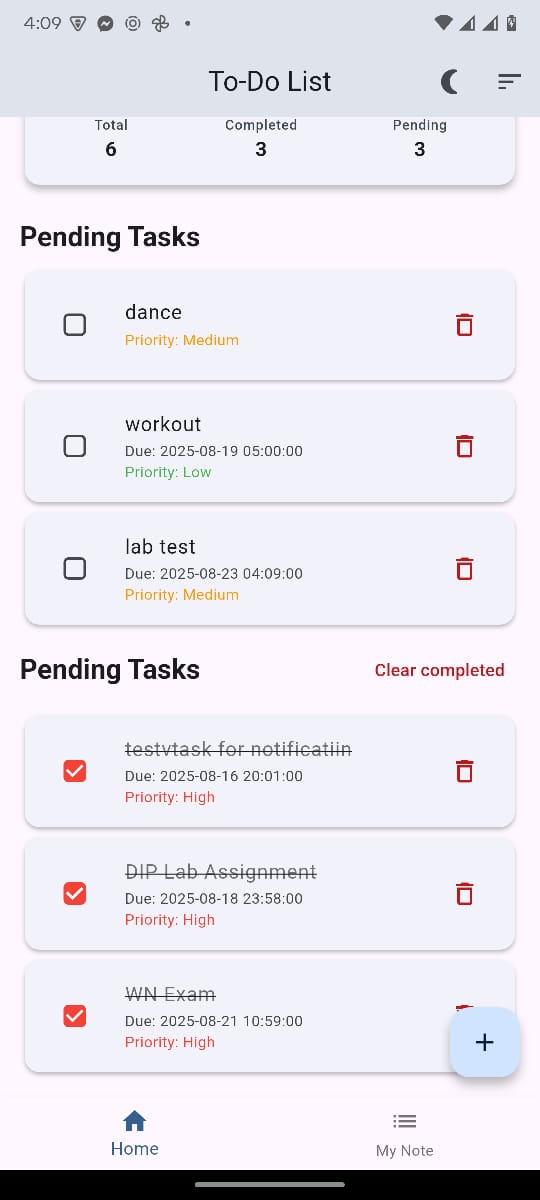 4:09
To-Do List
Total Completed Pending
6 3 3
Pending Tasks
dance
Priority: Medium
workout
Due: 2025-08-19 05:00:00
Priority: Low
lab test
Due: 2025-08-23 04:09:00
Priority: Medium
Pending Tasks Clear completed
testvtask for notificatiin
Due: 2025-08-16 20:01:00
Priority: High
DIP Lab Assignment
Due: 2025-08-18 23:58:00
Priority: High
WN Exam
Due: 2025-08-21 10:59:00
Priority: High
+
Home My Note